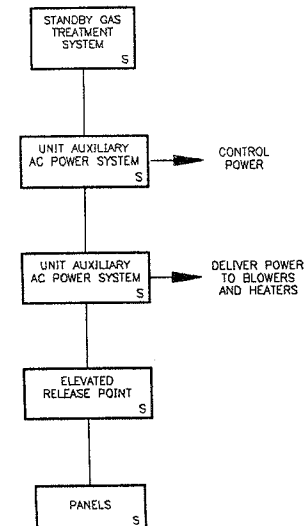 STANDBY GAS
TREATMENT
SYSTEM
S
UNIT AUXILIARY
AC POWER SYSTEM
S
CONTROL
POWER
UNIT AUXILIARY
AC POWER SYSTEM
S
DELIVER POWER
TO BLOWERS
AND HEATERS
ELEVATED
RELEASE POINT
S
PANELS
S